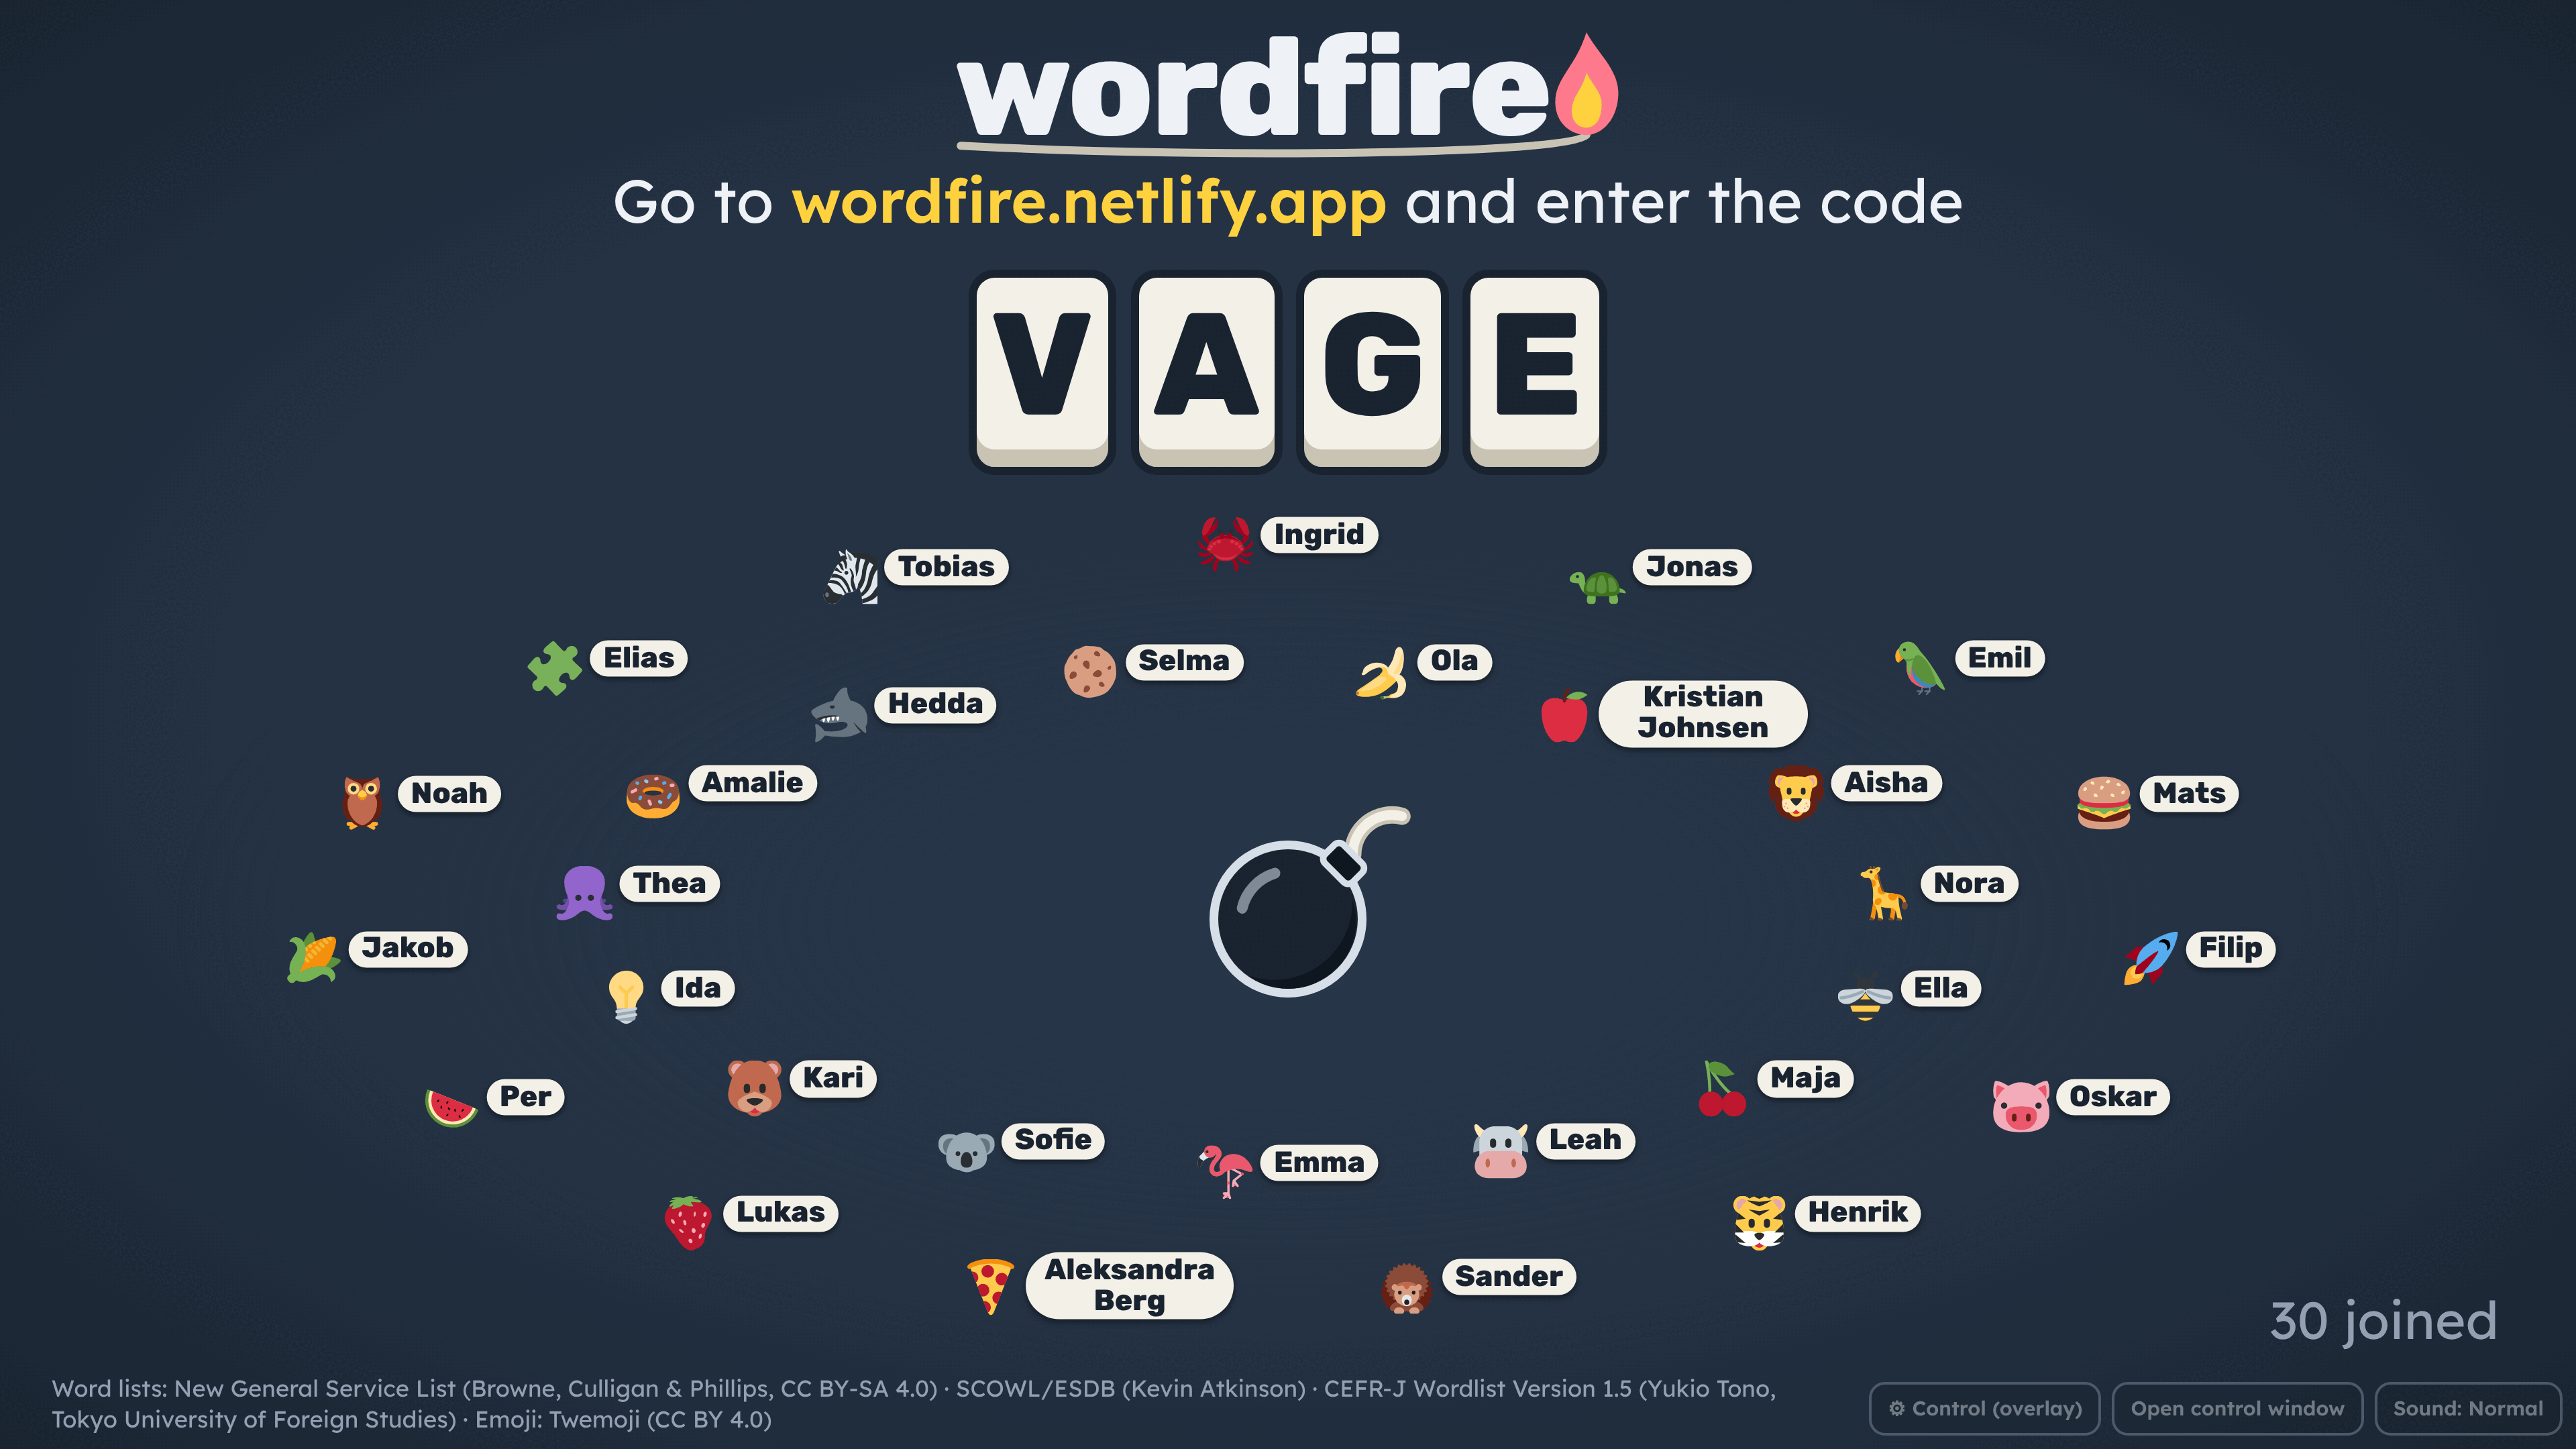 wordfire
Go to wordfire.netlify.app and enter the code
VAGE
Ingrid
Tobias
Jonas
Elias
Selma
Ola
Emil
Hedda
Kristian
Johnsen
Noah
Amalie
Aisha
Mats
Thea
Nora
Jakob
Filip
Ida
Ella
Kari
Maja
Per
Oskar
Sofie
Emma
Leah
Lukas
Henrik
Aleksandra
Berg
Sander
30 joined
Word lists: New General Service List (Browne, Culligan & Phillips, CC BY-SA 4.0) · SCOWL/ESDB (Kevin Atkinson) · CEFR-J Wordlist Version 1.5 (Yukio Tono,
Tokyo University of Foreign Studies) · Emoji: Twemoji (CC BY 4.0)
⚙ Control (overlay)
Open control window
Sound: Normal